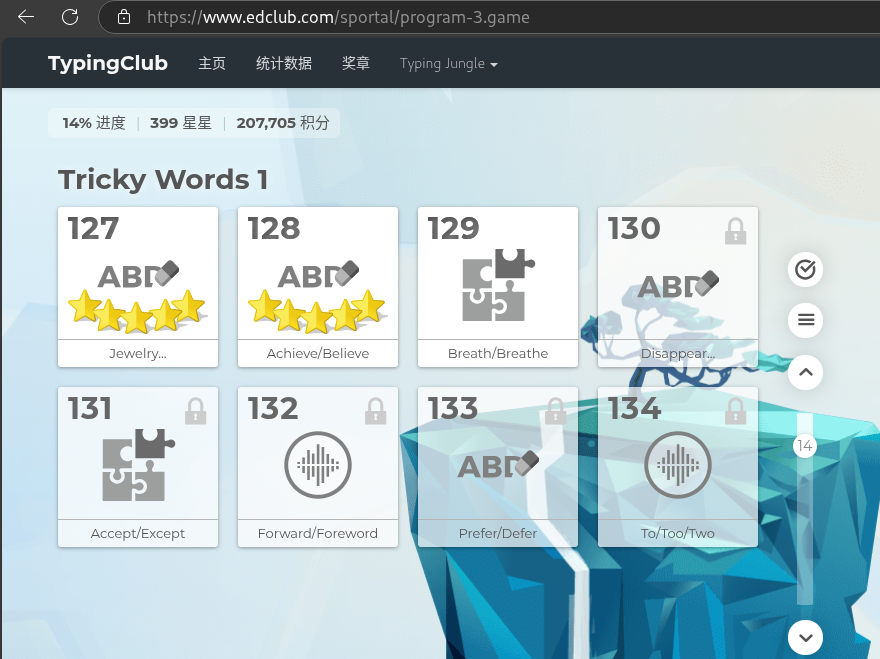 https://www.edclub.com/sportal/program-3.game
TypingClub 主页 统计数据 奖章 Typing Jungle
14% 进度 | 399 星星 | 207,705 积分
Tricky Words 1
127 128 129 130
ABD ABD ABD
Jewelry... Achieve/Believe Breath/Breathe Disappear...
131 132 133 134
14
ABD
Accept/Except Forward/Foreword Prefer/Defer To/Too/Two